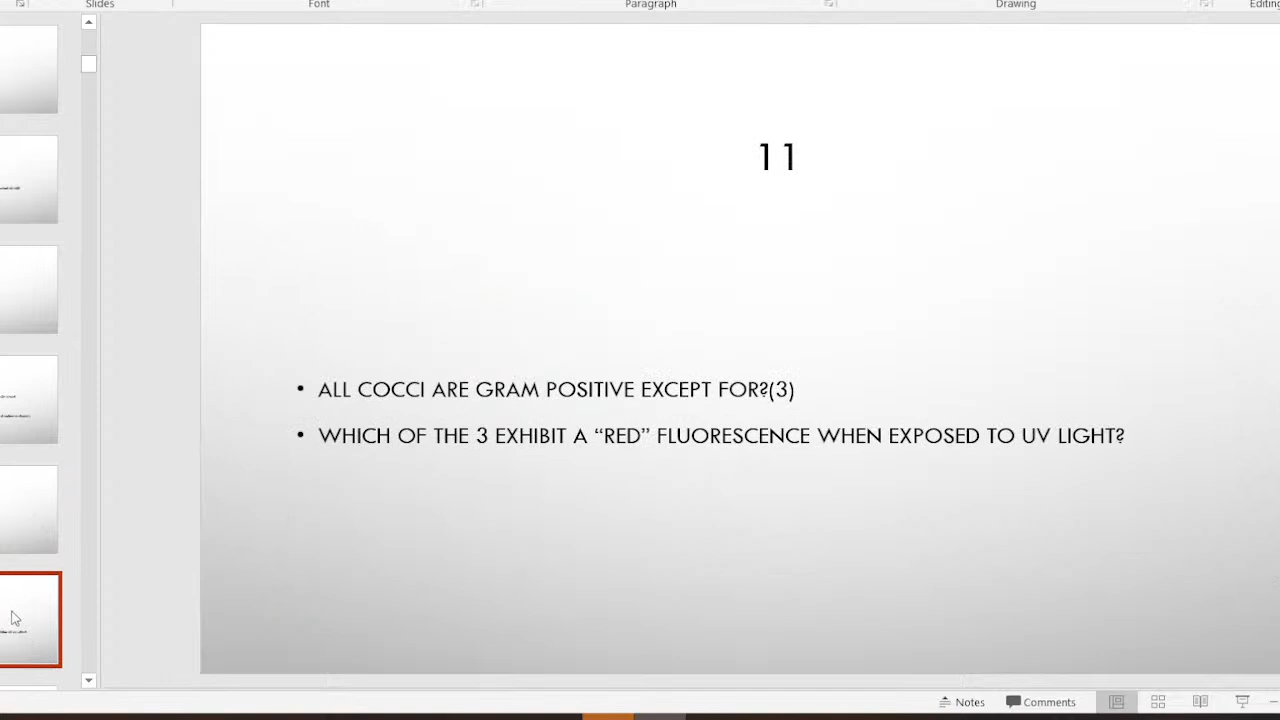 Slides
Font
Paragraph
Drawing
Editing
11
• ALL COCCI ARE GRAM POSITIVE EXCEPT FOR?(3)
• WHICH OF THE 3 EXHIBIT A “RED” FLUORESCENCE WHEN EXPOSED TO UV LIGHT?
Notes
Comments